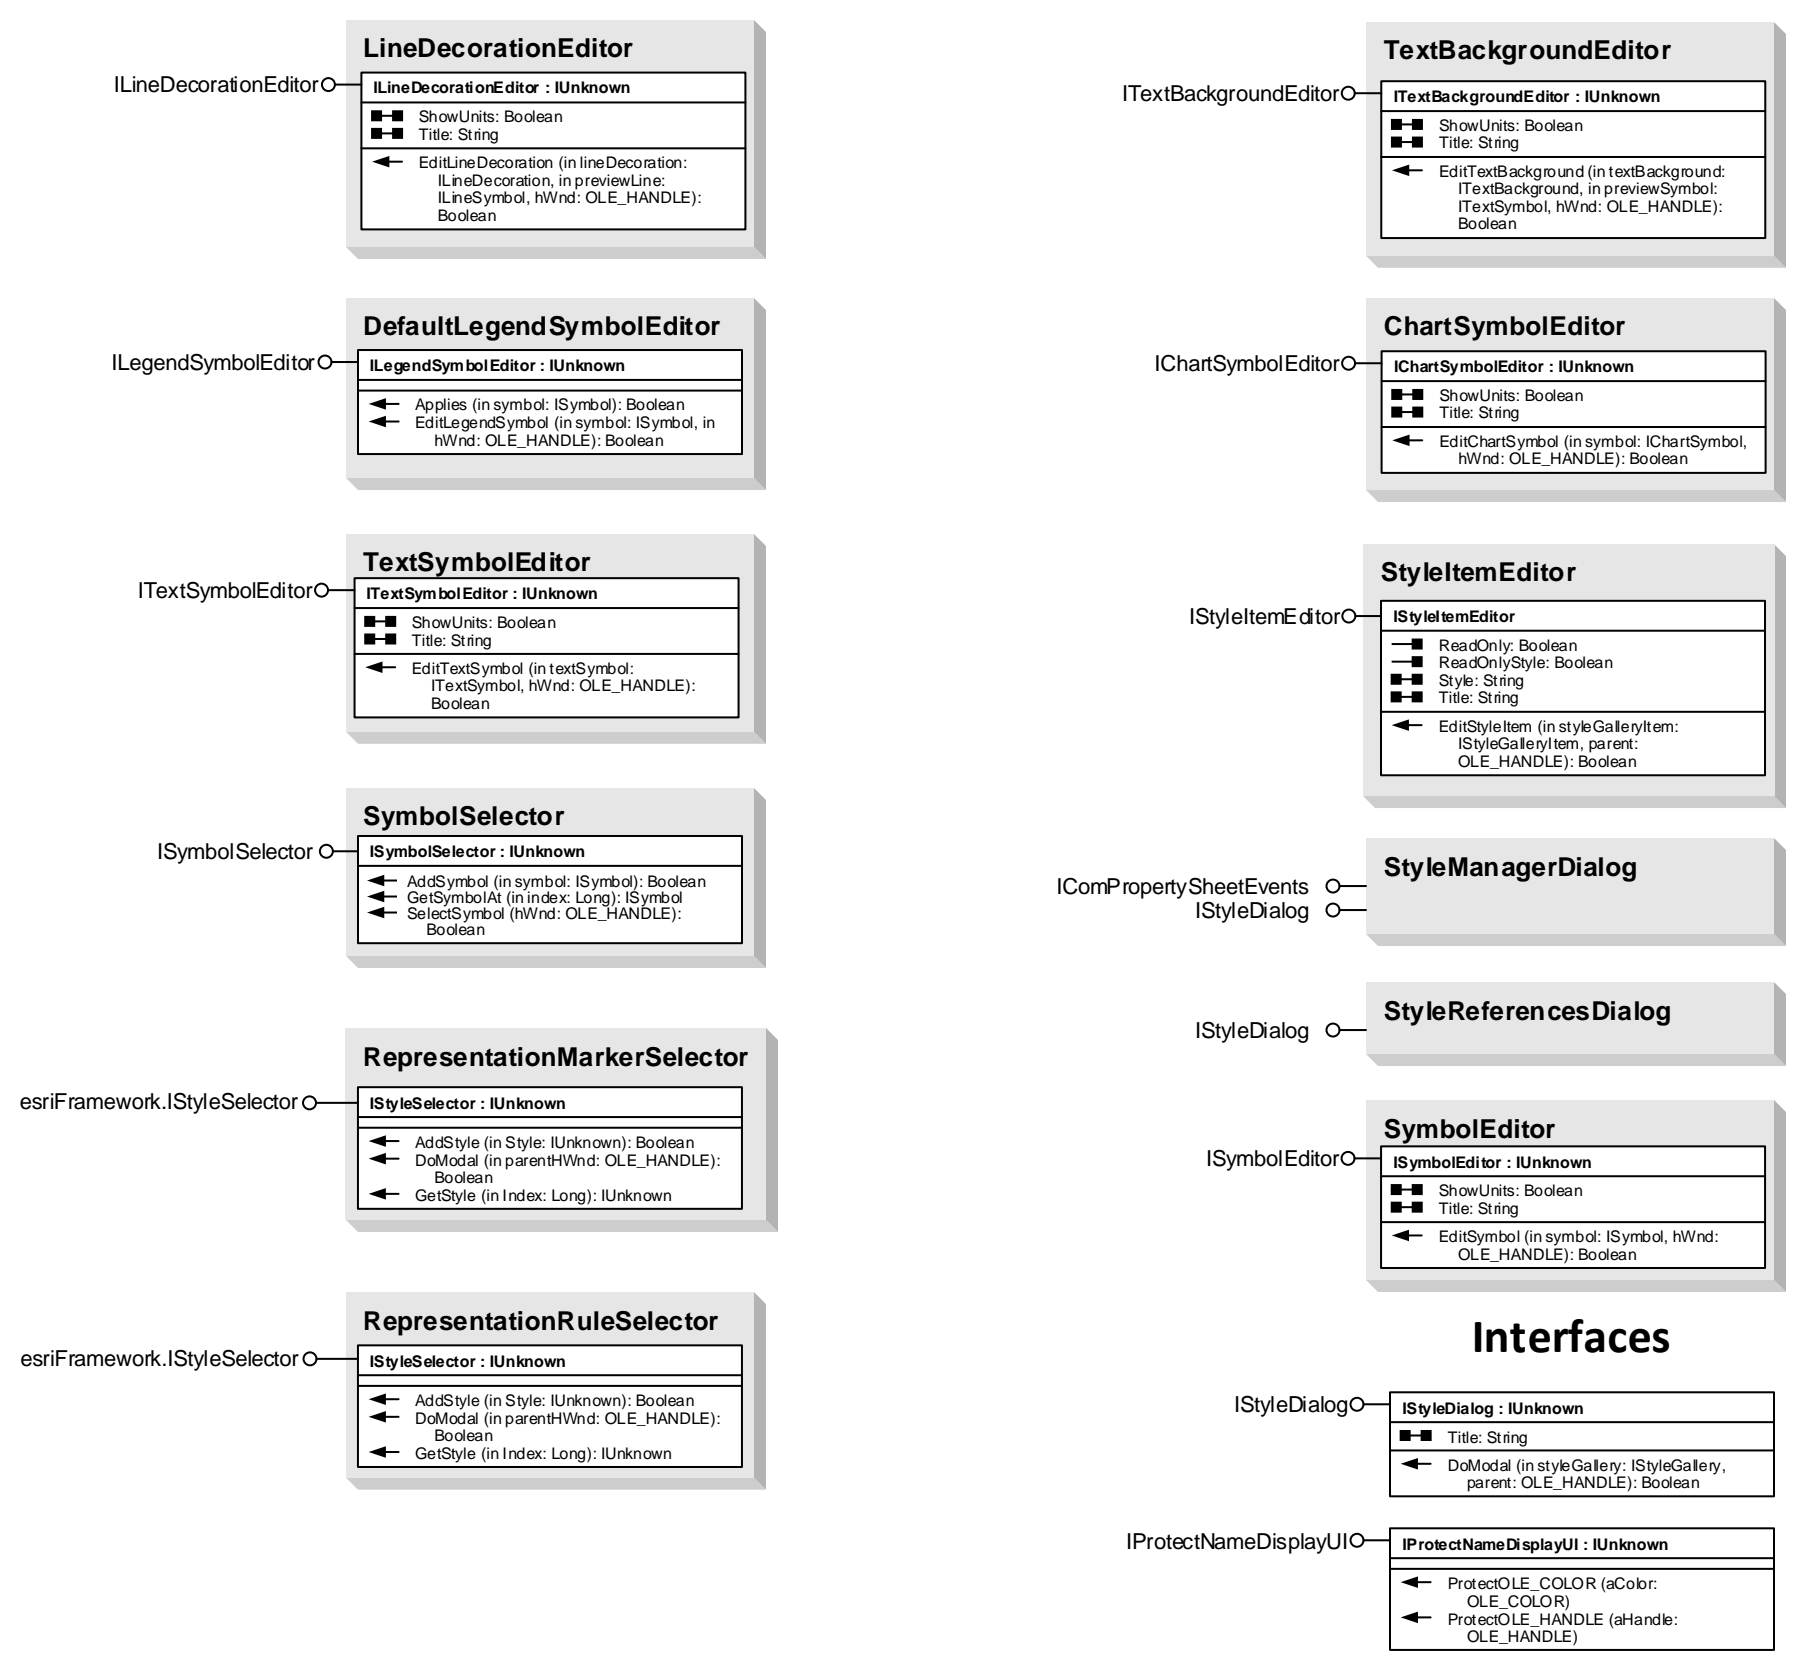 LineDecorationEditor
ILineDecorationEditor
ILineDecorationEditor : IUnknown
ShowUnits: Boolean
Title: String
EditLineDecoration (in lineDecoration:
ILineDecoration, in previewLine:
ILineSymbol, hWnd: OLE_HANDLE):
Boolean
DefaultLegendSymbolEditor
ILegendSymbolEditor
ILegendSymbolEditor : IUnknown
Applies (in symbol: ISymbol): Boolean
EditLegendSymbol (in symbol: ISymbol, in
hWnd: OLE_HANDLE): Boolean
TextSymbolEditor
ITextSymbolEditor
ITextSymbolEditor : IUnknown
ShowUnits: Boolean
Title: String
EditTextSymbol (in textSymbol:
ITextSymbol, hWnd: OLE_HANDLE):
Boolean
SymbolSelector
ISymbolSelector
ISymbolSelector : IUnknown
AddSymbol (in symbol: ISymbol): Boolean
GetSymbolAt (in index: Long): ISymbol
SelectSymbol (hWnd: OLE_HANDLE):
Boolean
RepresentationMarkerSelector
esriFramework.IStyleSelector
IStyleSelector : IUnknown
AddStyle (in Style: IUnknown): Boolean
DoModal (in parentHWnd: OLE_HANDLE):
Boolean
GetStyle (in Index: Long): IUnknown
RepresentationRuleSelector
esriFramework.IStyleSelector
IStyleSelector : IUnknown
AddStyle (in Style: IUnknown): Boolean
DoModal (in parentHWnd: OLE_HANDLE):
Boolean
GetStyle (in Index: Long): IUnknown
TextBackgroundEditor
ITextBackgroundEditor
ITextBackgroundEditor : IUnknown
ShowUnits: Boolean
Title: String
EditTextBackground (in textBackground:
ITextBackground, in previewSymbol:
ITextSymbol, hWnd: OLE_HANDLE):
Boolean
ChartSymbolEditor
IChartSymbolEditor
IChartSymbolEditor : IUnknown
ShowUnits: Boolean
Title: String
EditChartSymbol (in symbol: IChartSymbol,
hWnd: OLE_HANDLE): Boolean
StyleItemEditor
IStyleItemEditor
IStyleItemEditor
ReadOnly: Boolean
ReadOnlyStyle: Boolean
Style: String
Title: String
EditStyleItem (in styleGalleryItem:
IStyleGalleryItem, parent:
OLE_HANDLE): Boolean
StyleManagerDialog
IComPropertySheetEvents
IStyleDialog
StyleReferencesDialog
IStyleDialog
SymbolEditor
ISymbolEditor
ISymbolEditor : IUnknown
ShowUnits: Boolean
Title: String
EditSymbol (in symbol: ISymbol, hWnd:
OLE_HANDLE): Boolean
Interfaces
IStyleDialog
IStyleDialog : IUnknown
Title: String
DoModal (in styleGallery: IStyleGallery,
parent: OLE_HANDLE): Boolean
IProtectNameDisplayUI
IProtectNameDisplayUI : IUnknown
ProtectOLE_COLOR (aColor:
OLE_COLOR)
ProtectOLE_HANDLE (aHandle:
OLE_HANDLE)